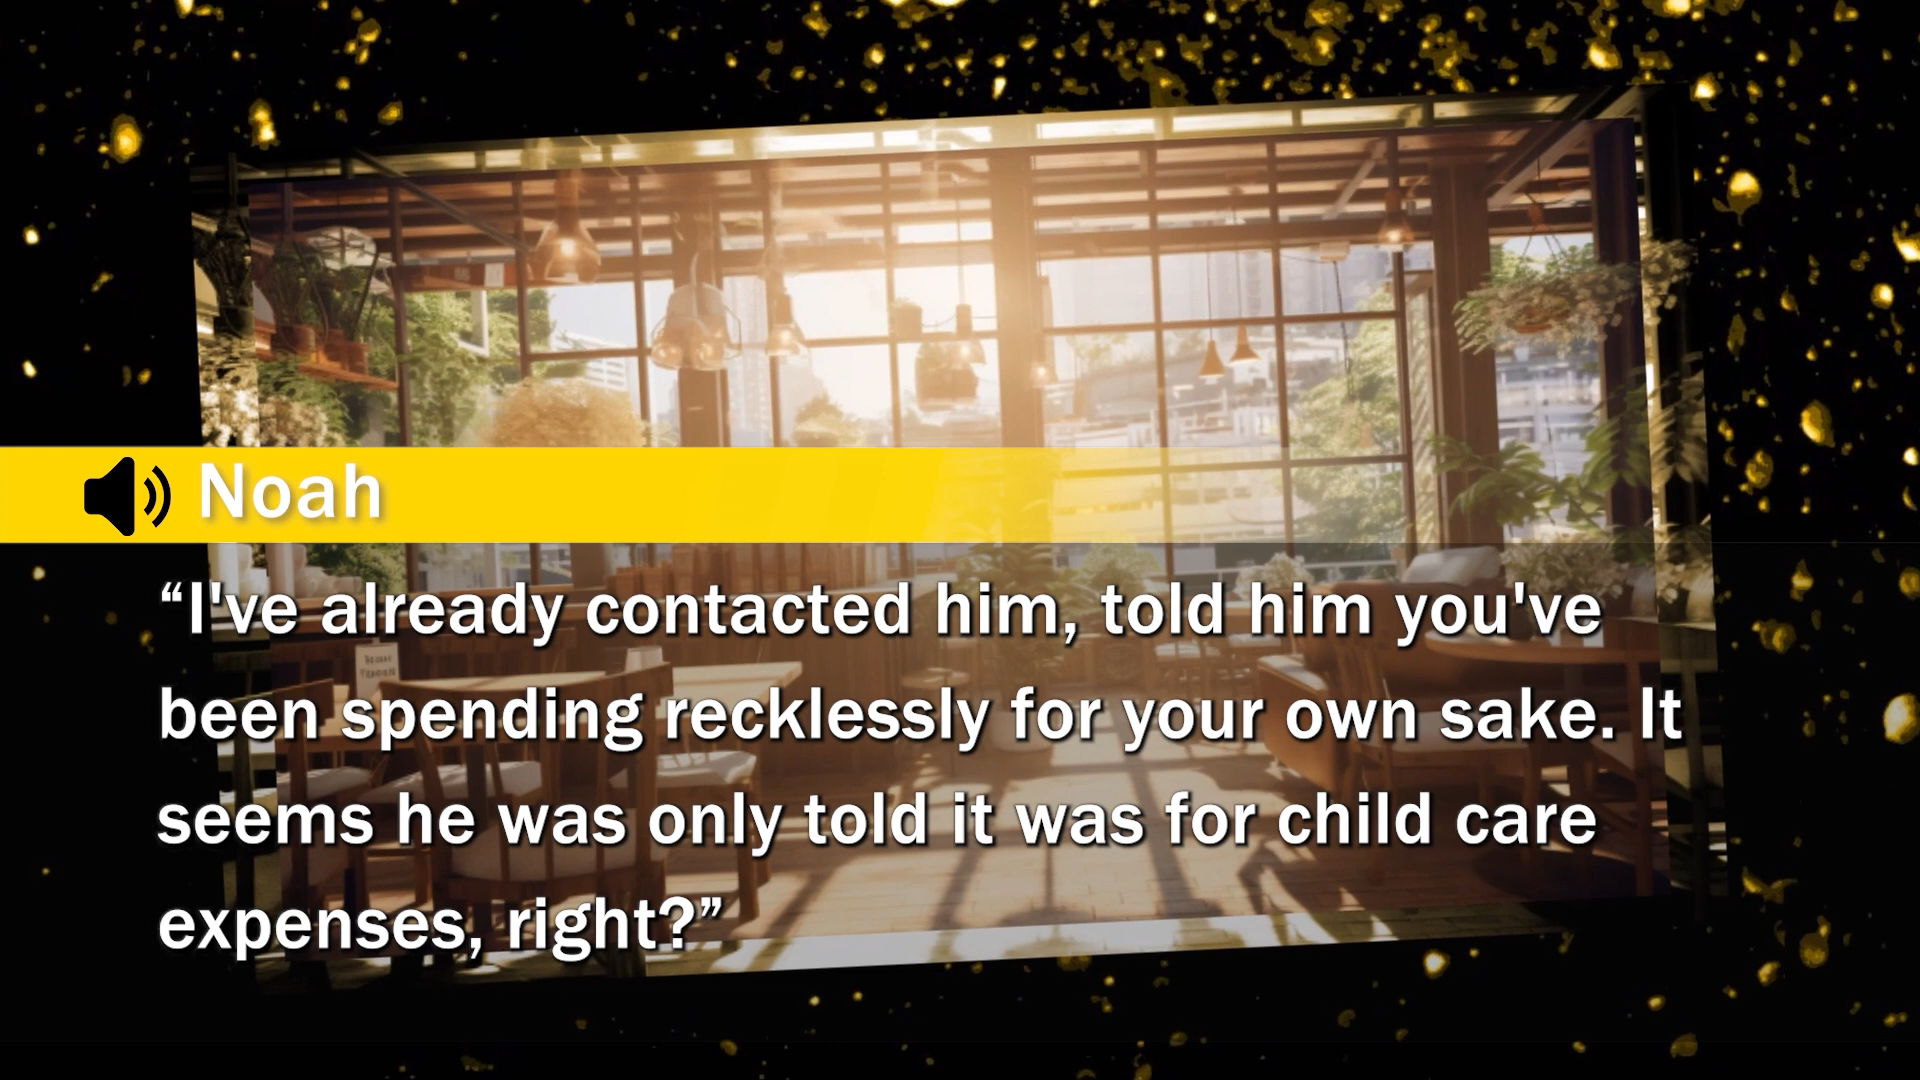 Noah
“I've already contacted him, told him you've
been spending recklessly for your own sake. It
seems he was only told it was for child care
expenses, right?”